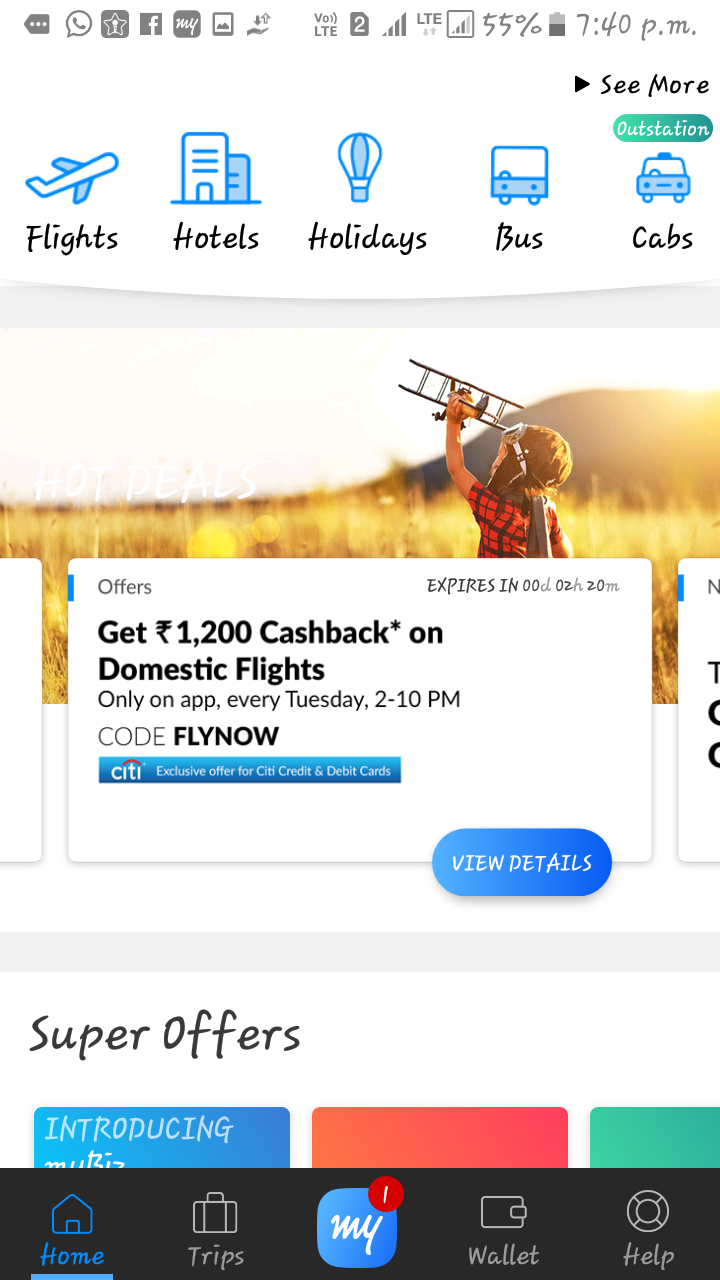 Vo)) LTE 2 LTE 55% 7:40 p.m.
See More
Outstation
Flights Hotels Holidays Bus Cabs
HOT DEALS
Offers EXPIRES IN 00d 02h 20m
Get ₹1,200 Cashback* on
Domestic Flights
Only on app, every Tuesday, 2-10 PM
CODE FLYNOW
citi Exclusive offer for Citi Credit & Debit Cards
VIEW DETAILS
Super Offers
INTRODUCING
myBiz
1
my
Home Trips Wallet Help